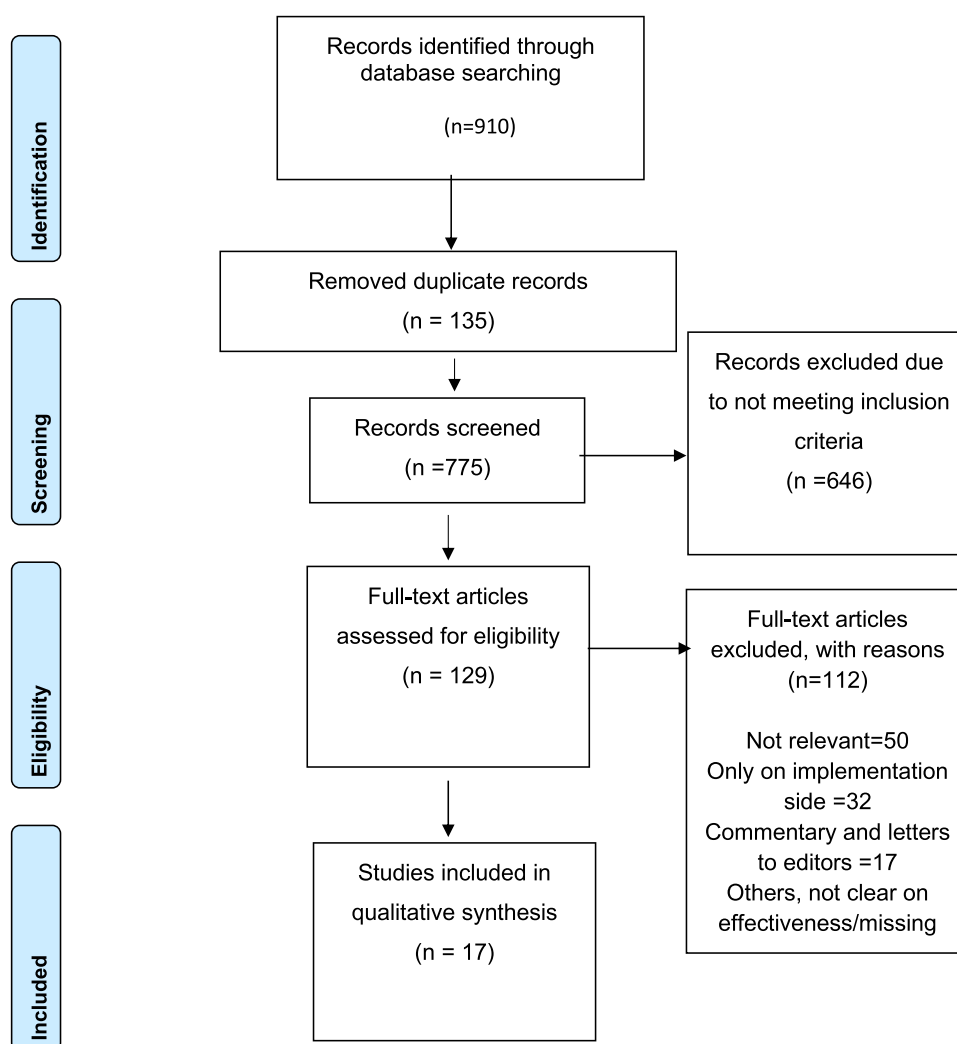 Identification
Records identified through
database searching
(n=910)
Removed duplicate records
(n = 135)
Screening
Records screened
(n =775)
Records excluded due
to not meeting inclusion
criteria
(n =646)
Eligibility
Full-text articles
assessed for eligibility
(n = 129)
Full-text articles
excluded, with reasons
(n=112)
Not relevant=50
Only on implementation
side =32
Commentary and letters
to editors =17
Others, not clear on
effectiveness/missing
Included
Studies included in
qualitative synthesis
(n = 17)